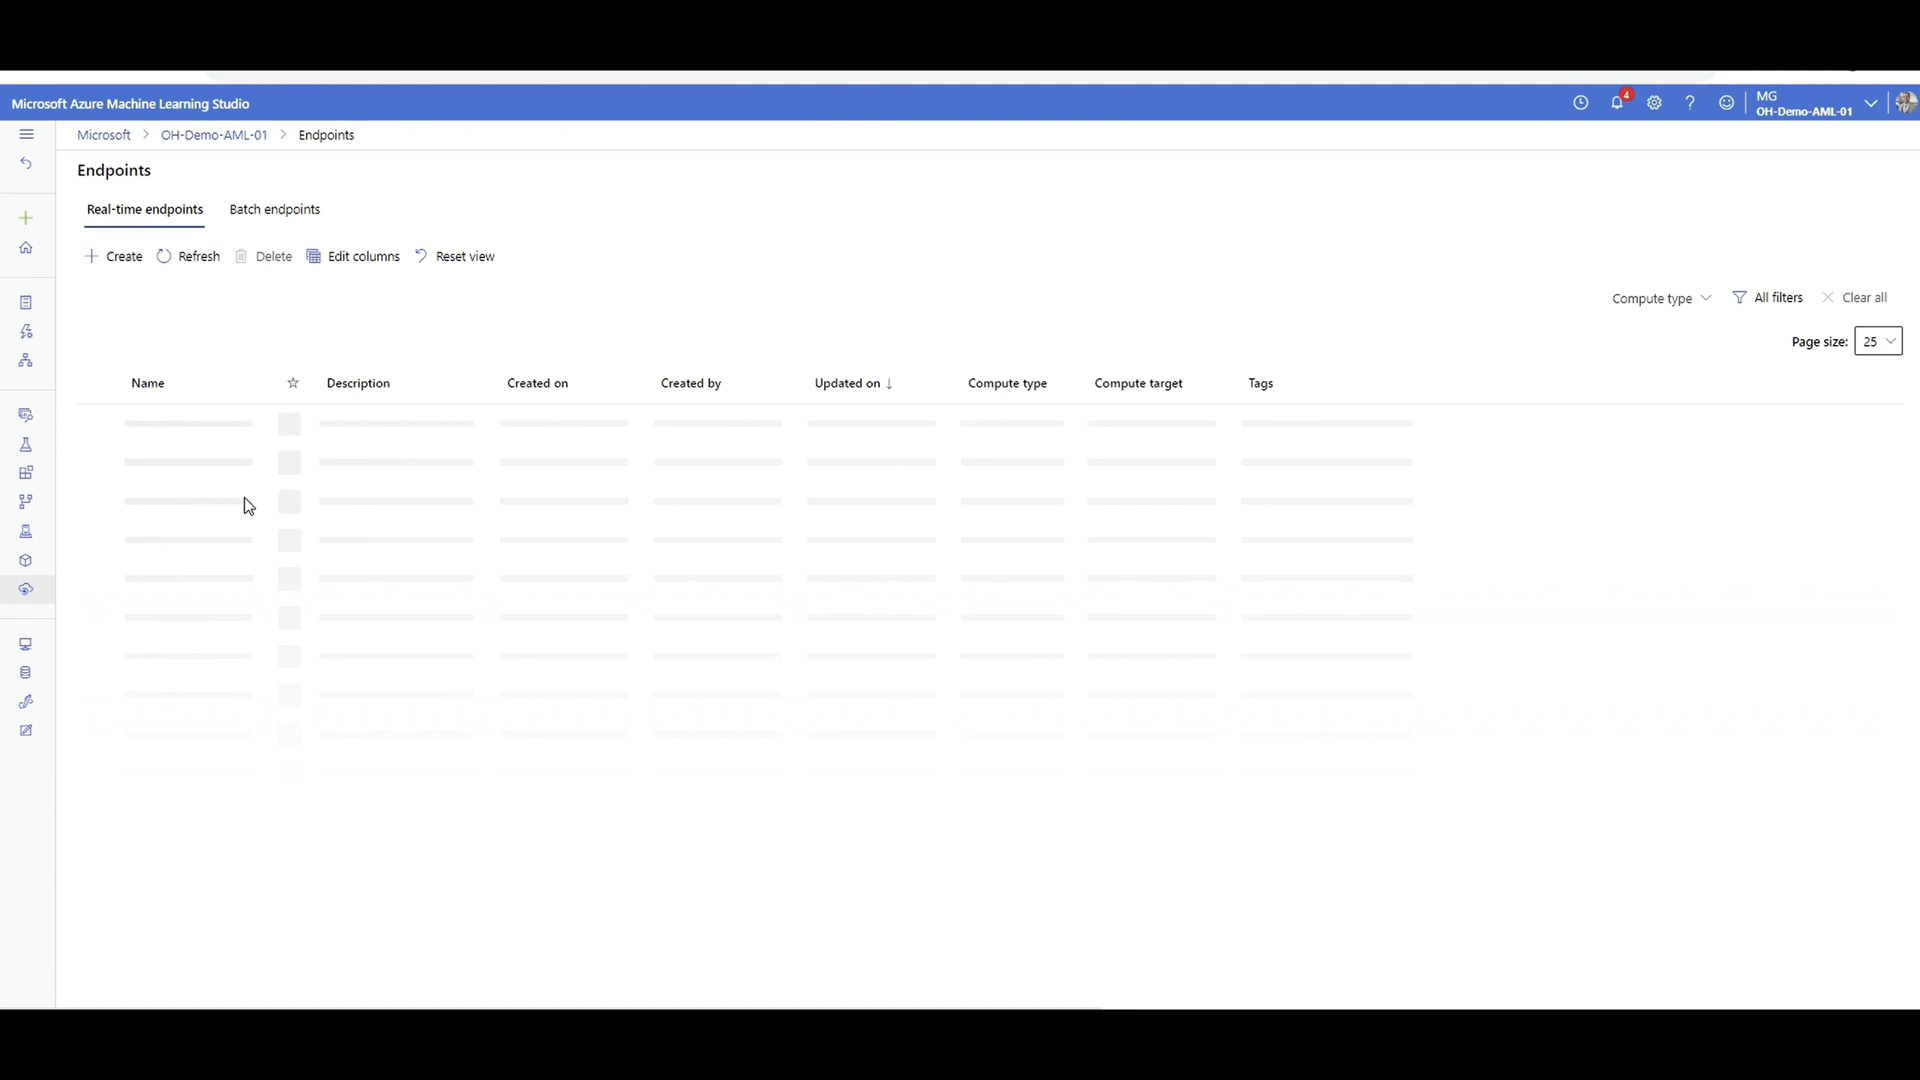 Microsoft Azure Machine Learning Studio
4
?
MG
OH-Demo-AML-01
Microsoft > OH-Demo-AML-01 > Endpoints
Endpoints
Real-time endpoints Batch endpoints
Create Refresh Delete Edit columns Reset view
Compute type All filters Clear all
Page size: 25
Name Description Created on Created by Updated on ↓ Compute type Compute target Tags